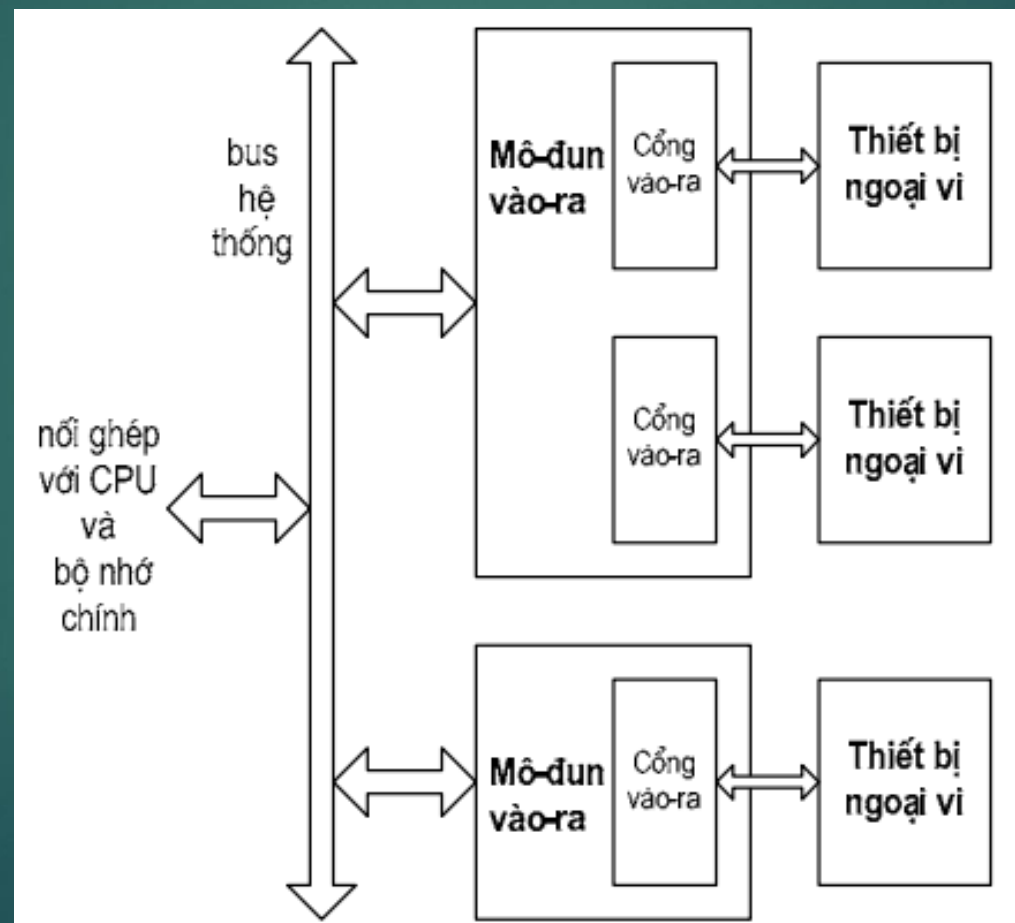 bus
hệ
thống
nối ghép
với CPU
và
bộ nhớ
chính
Mô-đun
vào-ra
Cổng
vào-ra
Thiết bị
ngoại vi
Cổng
vào-ra
Thiết bị
ngoại vi
Mô-đun
vào-ra
Cổng
vào-ra
Thiết bị
ngoại vi